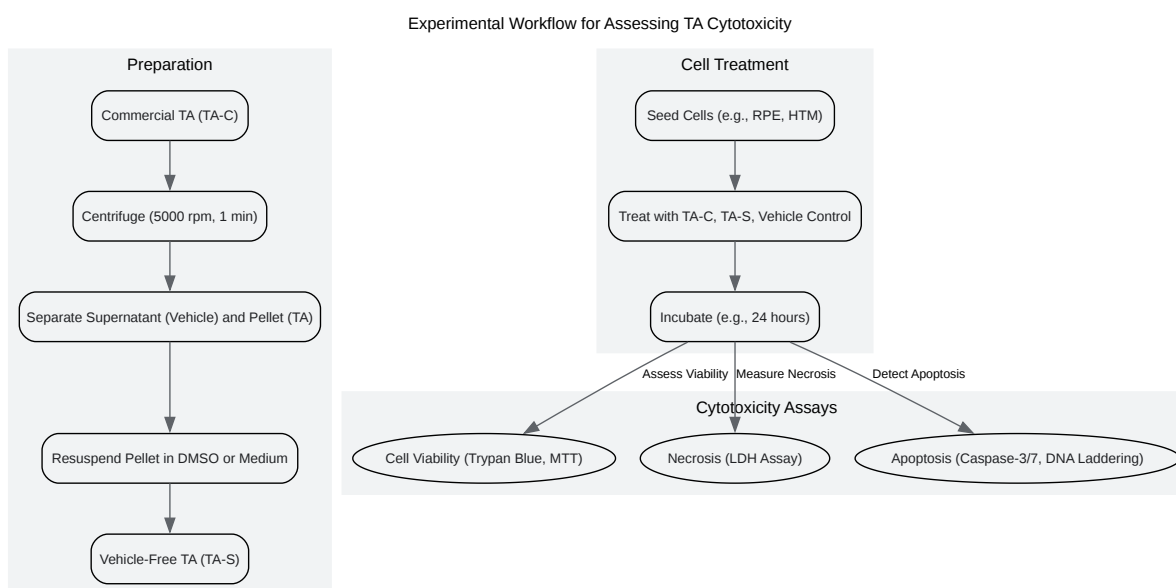 Experimental Workflow for Assessing TA Cytotoxicity
Preparation
Commercial TA (TA-C)
Centrifuge (5000 rpm, 1 min)
Separate Supernatant (Vehicle) and Pellet (TA)
Resuspend Pellet in DMSO or Medium
Vehicle-Free TA (TA-S)
Cell Treatment
Seed Cells (e.g., RPE, HTM)
Treat with TA-C, TA-S, Vehicle Control
Incubate (e.g., 24 hours)
Assess Viability
Measure Necrosis
Detect Apoptosis
Cytotoxicity Assays
Cell Viability (Trypan Blue, MTT)
Necrosis (LDH Assay)
Apoptosis (Caspase-3/7, DNA Laddering)